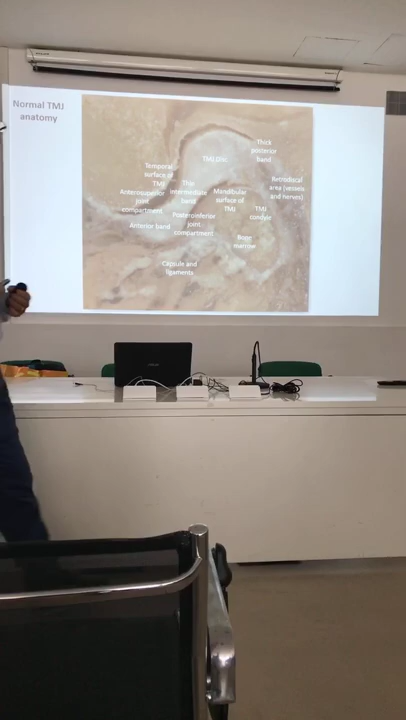 Normal TMJ
anatomy
Thick
posterior
band
TMJ Disc
Temporal
surface of
TMJ
Thin
intermediate
band
Retrodiscal
area (vessels
and nerves)
Anterosuperior
joint
compartment
Mandibular
surface of
TMJ
TMJ
condyle
Posteroinferior
joint
compartment
Anterior band
Bone
marrow
Capsule and
ligaments